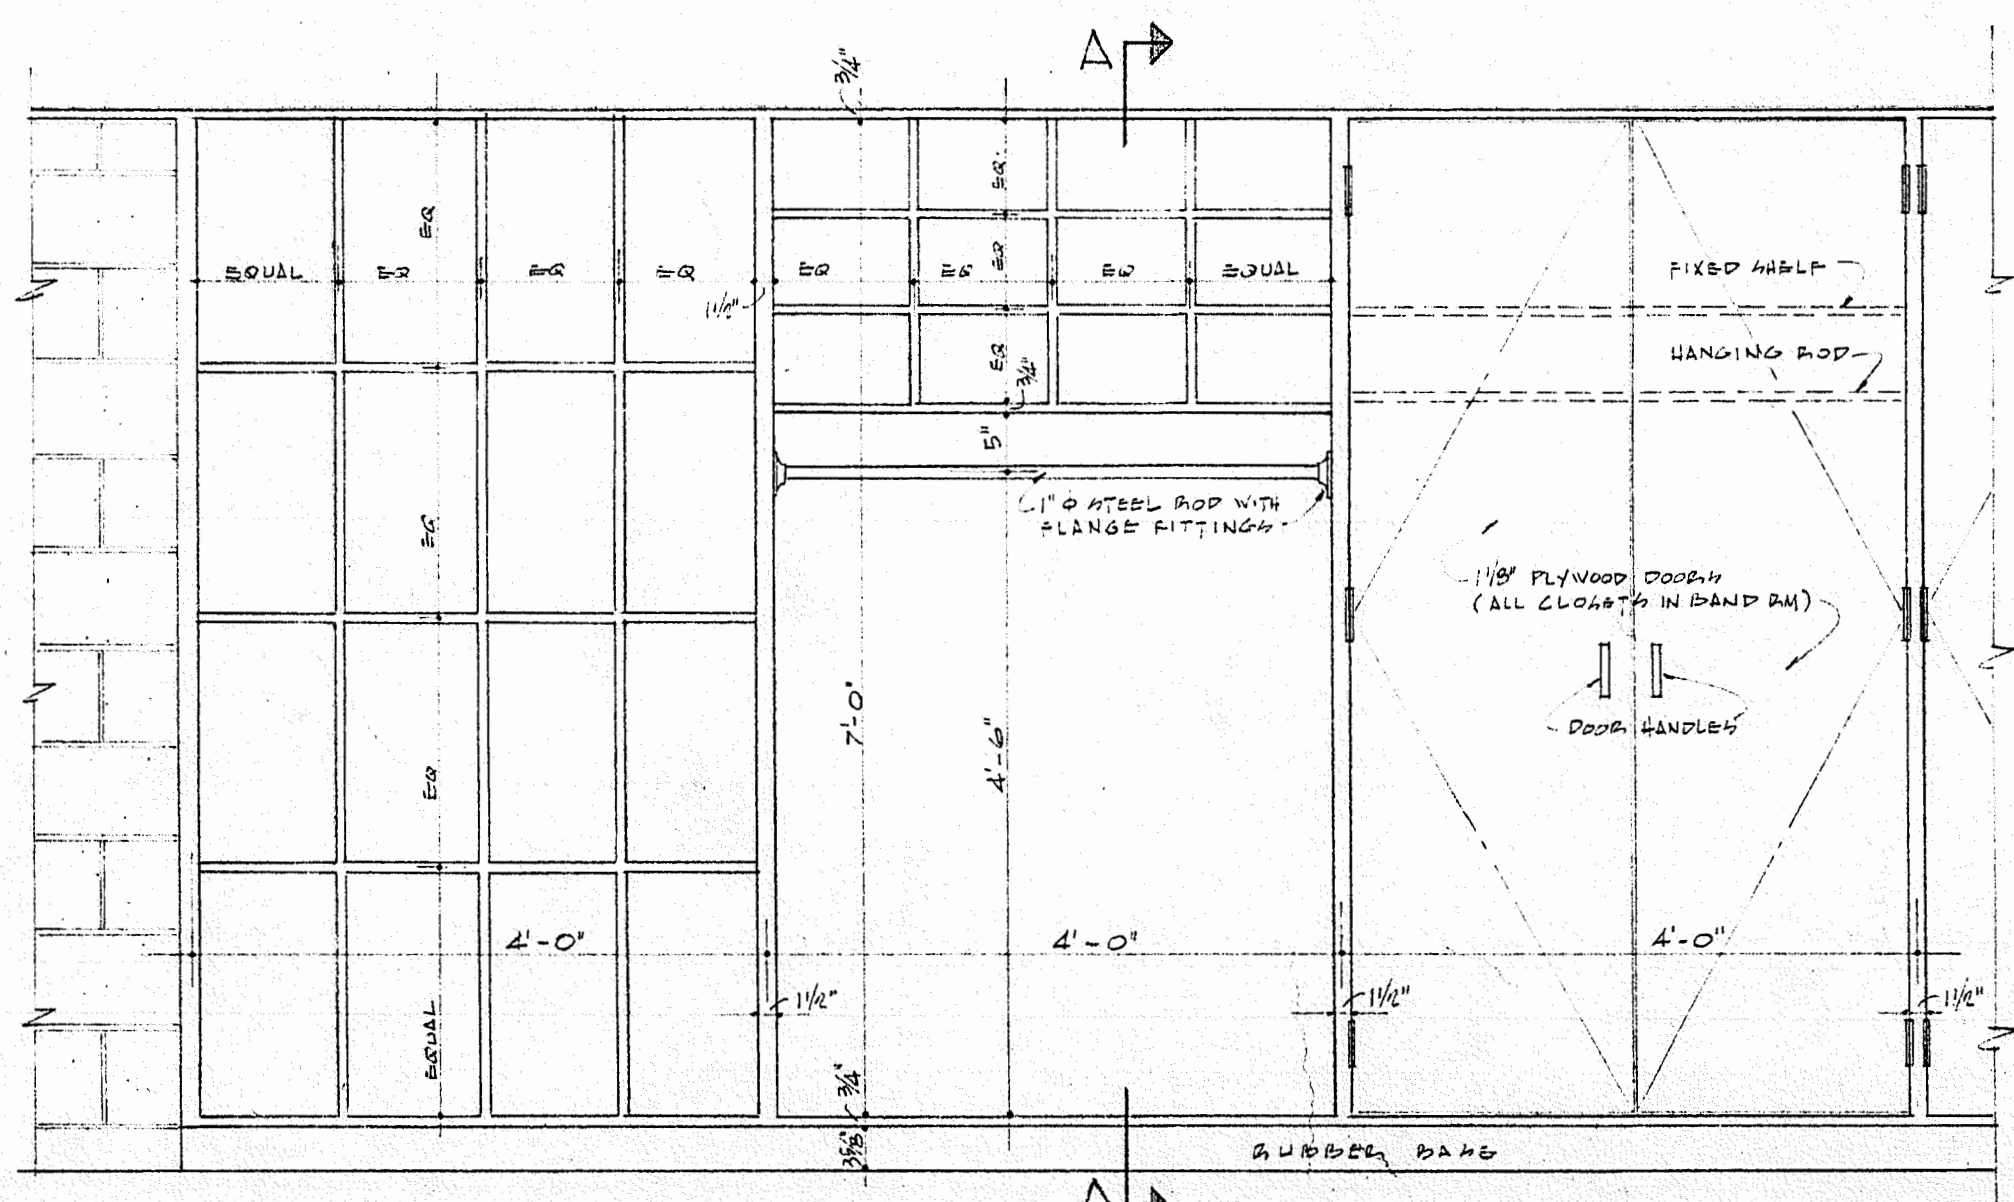 A
3/4"
EQ
EQ
EQUAL
EQ
EQ
EQ
EQ
EQ
EQ
EQ
EQUAL
1 1/2"
FIXED SHELF
HANGING ROD
EQ
3/4"
5"
1" Φ STEEL ROD WITH
FLANGE FITTINGS
EQ
1 1/8" PLYWOOD DOORS
(ALL CLOSETS IN BAND RM)
7'-0"
4'-6"
DOOR HANDLES
EQ
4'-0"
4'-0"
4'-0"
1 1/2"
1 1/2"
1 1/2"
EQUAL
3/4"
3 5/8"
RUBBER BASE
A